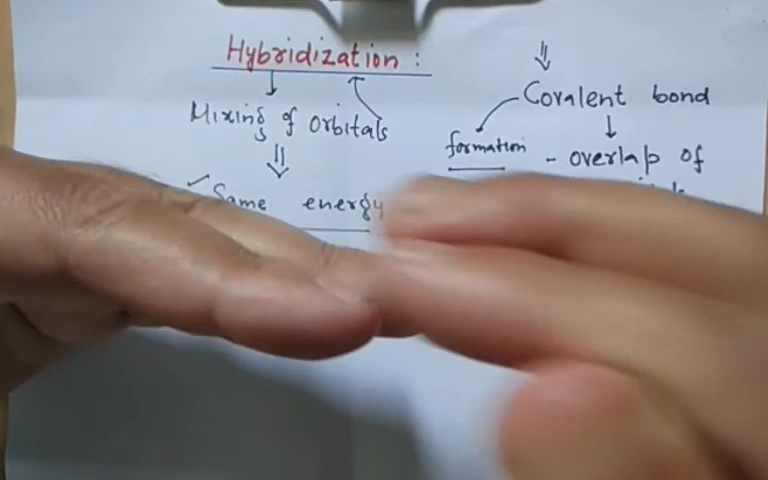 Hybridization :
Mixing of orbitals
Same energy
Covalent bond
formation - overlap of